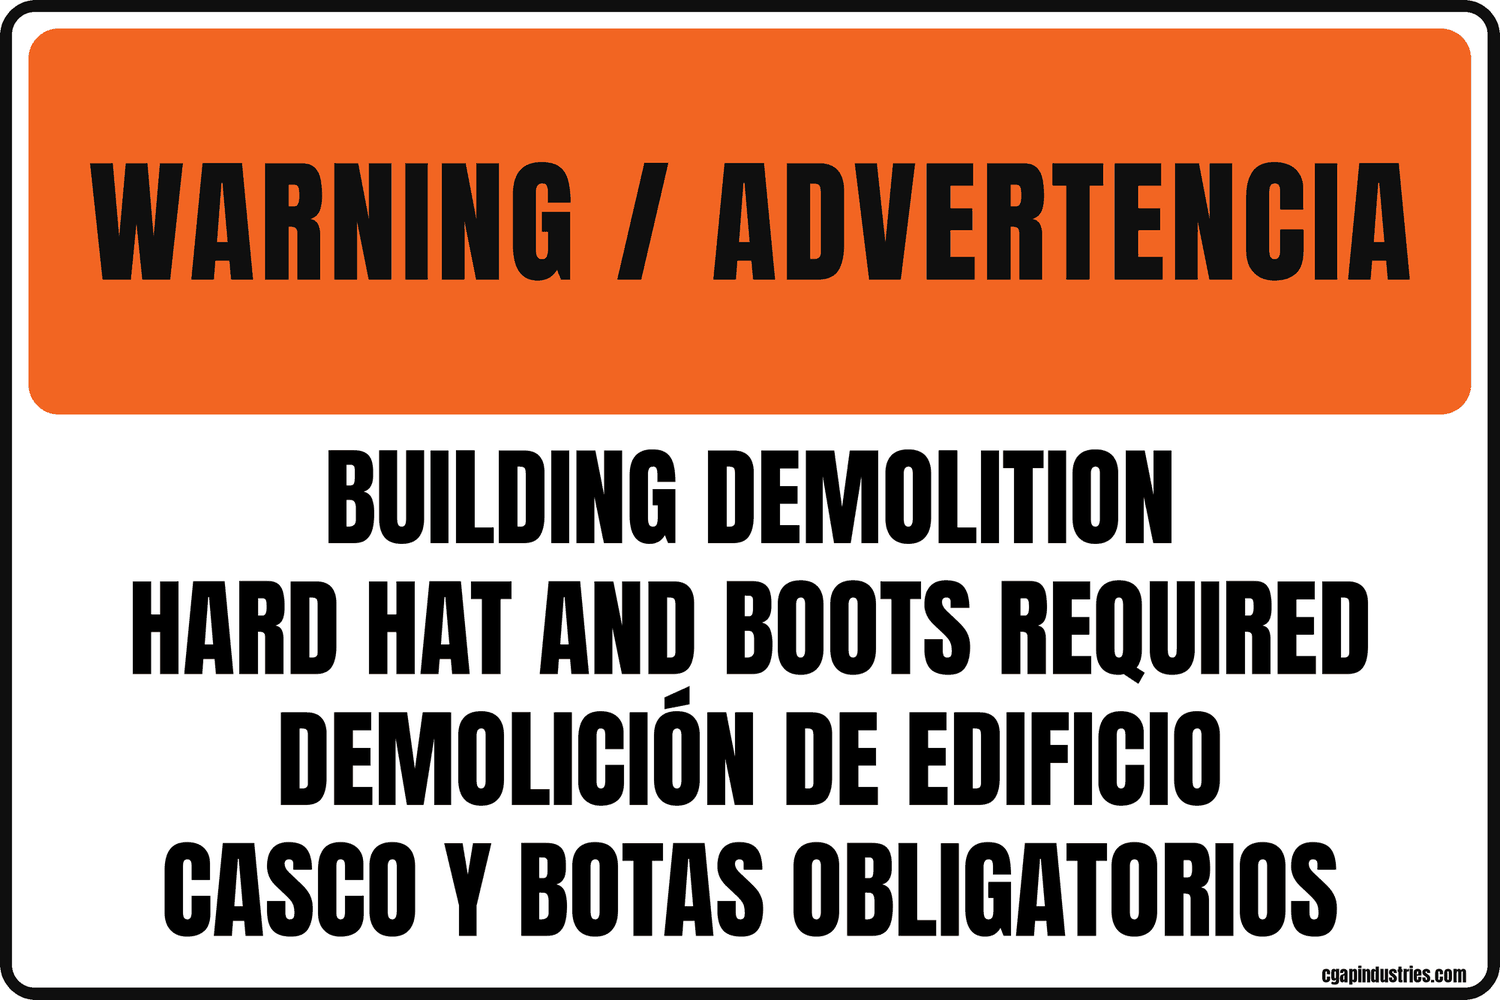 WARNING / ADVERTENCIA
BUILDING DEMOLITION
HARD HAT AND BOOTS REQUIRED
DEMOLICIÓN DE EDIFICIO
CASCO Y BOTAS OBLIGATORIOS
cgapindustries.com